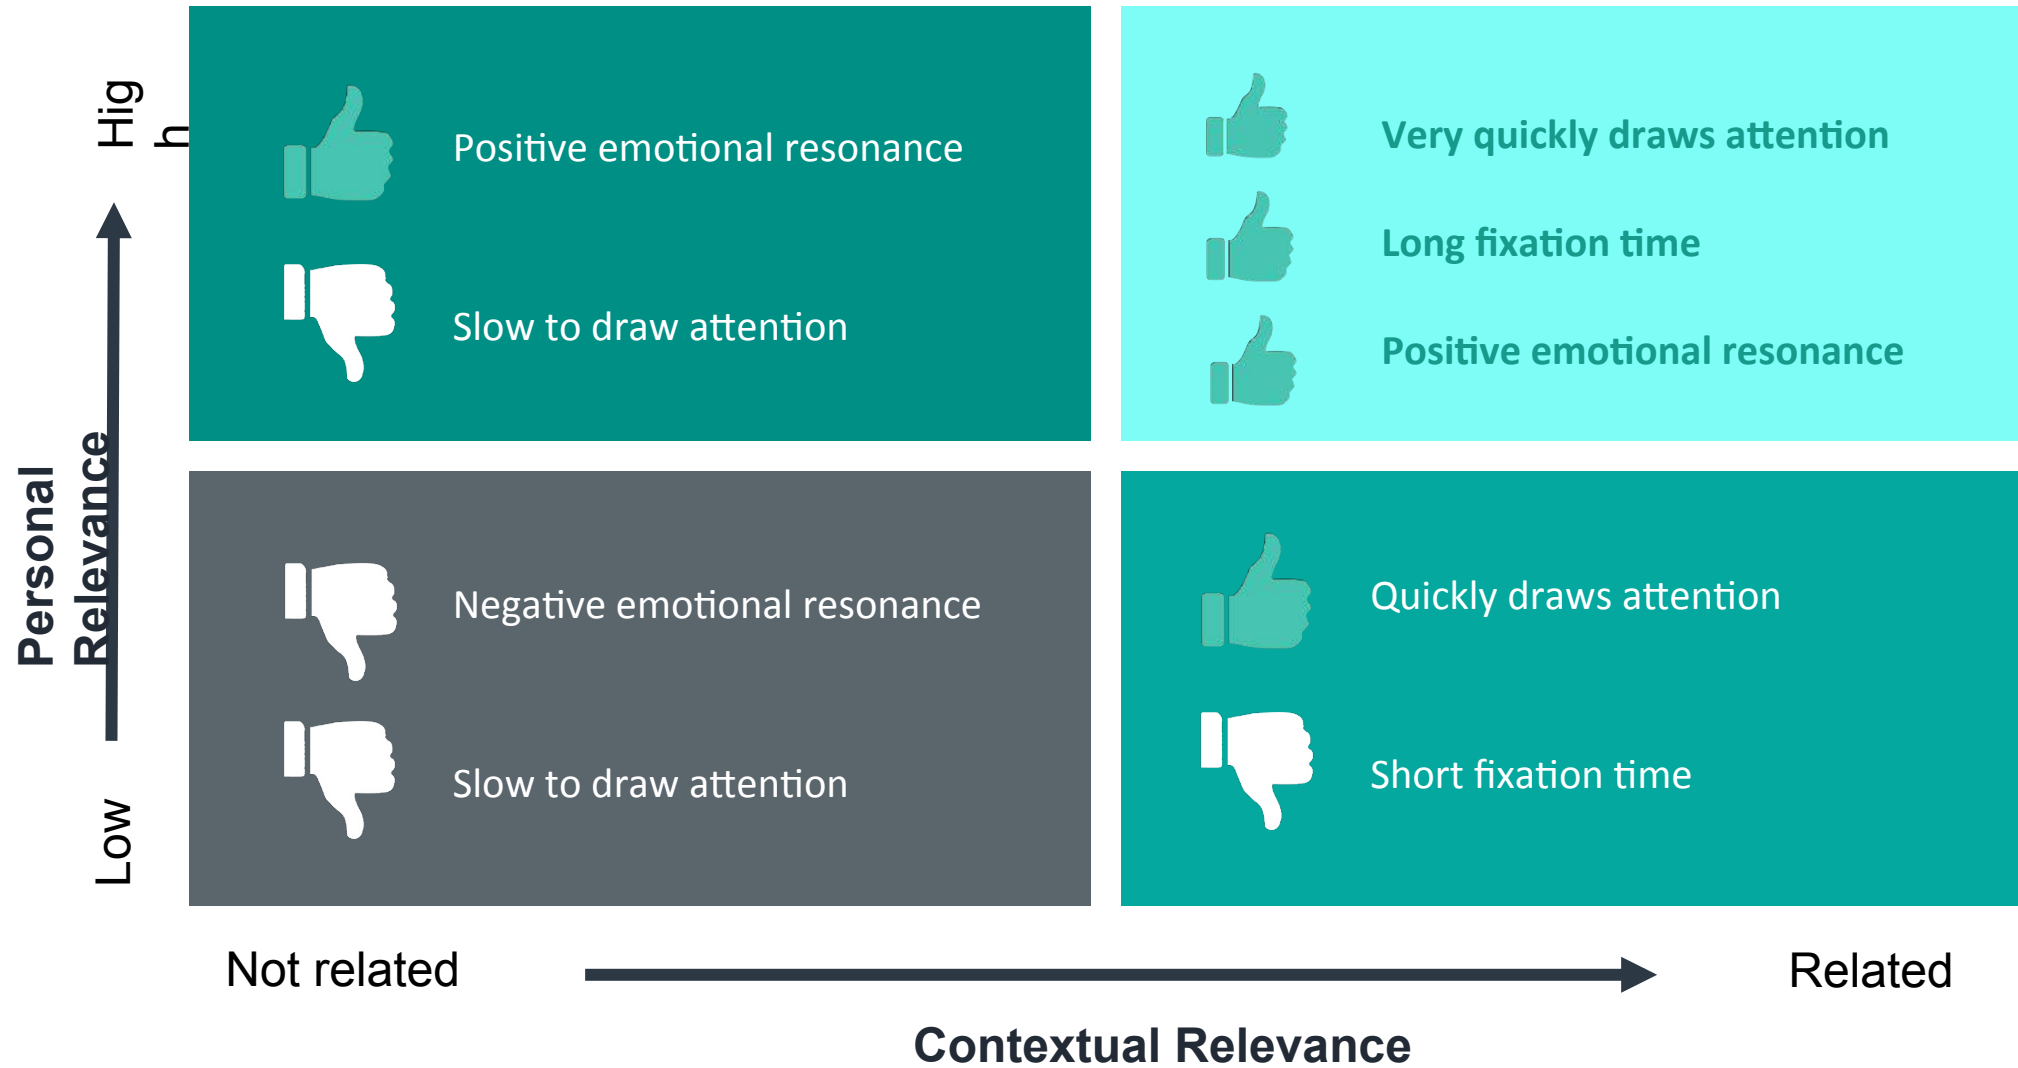 Hig
h
Positive emotional resonance
Slow to draw attention
Very quickly draws attention
Long fixation time
Positive emotional resonance
Personal
Relevance
Negative emotional resonance
Slow to draw attention
Quickly draws attention
Short fixation time
Low
Not related
Related
Contextual Relevance